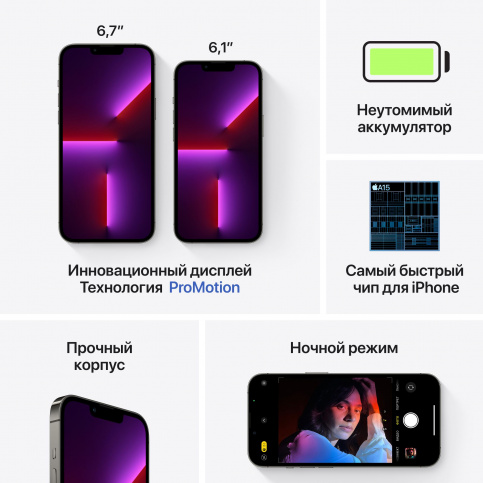 6,7”
6,1”
Инновационный дисплей
Технология ProMotion
Неутомимый
аккумулятор
A15
Самый быстрый
чип для iPhone
Прочный
корпус
Ночной режим